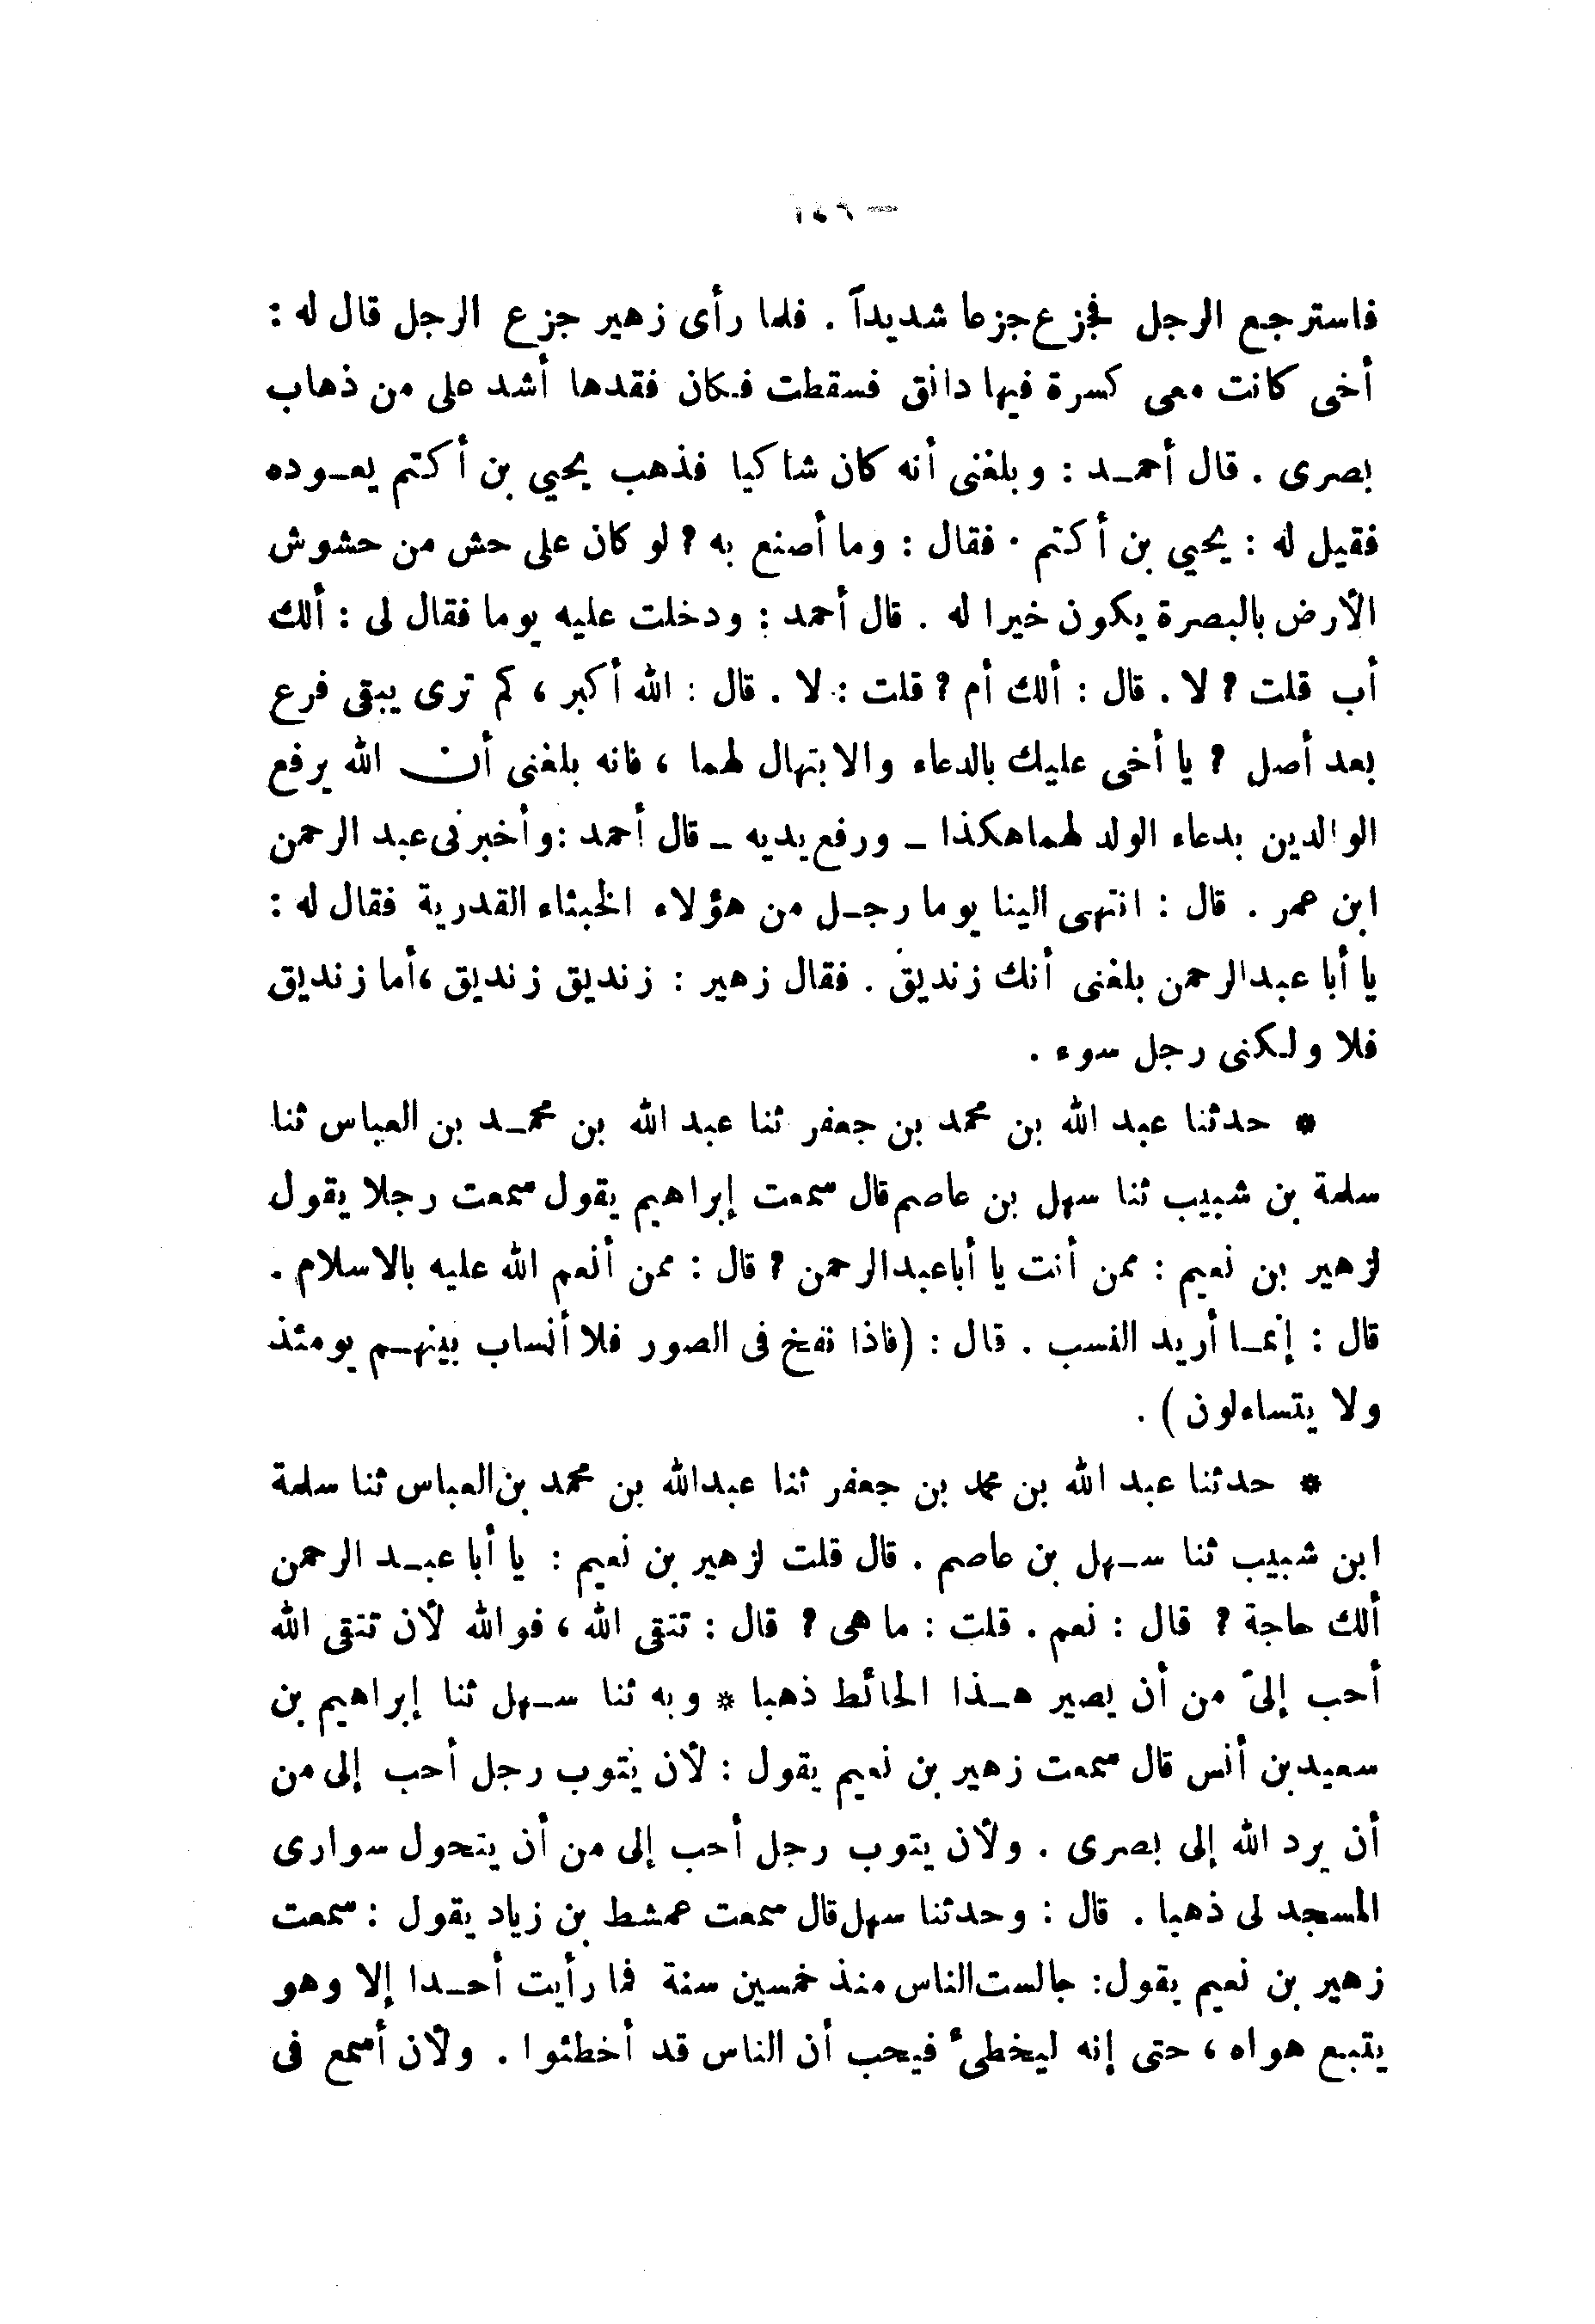 فاسترجع الرجل فجزع جزعا شديداً . فلما رأى زهير جزع الرجل قال له :
أخى كانت معى كسرة فيها دانق فسقطت فكان فقدها أشد على من ذهاب
بصرى . قال أحمد : وبلغنى أنه كان شاكيا فذهب يحيي بن أكتم يعوده
فقيل له : يحيي بن أكتم . فقال : وما أصنع به ؟ لو كان على حش من حشوش
الأرض بالبصرة يكون خيرا له . قال أحمد : ودخلت عليه يوما فقال لى : ألك
أب قلت ؟ لا . قال : ألك أم ؟ قلت : لا . قال : الله أكبر ، كم ترى يبقى فرع
بعد أصل ؟ يا أخى عليك بالدعاء والابتهال لهما ، فانه بلغنى أن الله يرفع
الوالدين بدعاء الولد لهما هكذا ـ ورفع يديه ـ قال أحمد : وأخبرنى عبد الرحمن
ابن عمر . قال : انتهى الينا يوما رجل من هؤلاء الخبثاء القدرية فقال له :
يا أبا عبد الرحمن بلغنى أنك زنديق . فقال زهير : زنديق زنديق ، أما زنديق
فلا ولكنى رجل سوء .
* حدثنا عبد الله بن محمد بن جعفر ثنا عبد الله بن محمد بن العباس ثنا
سلمة بن شبيب ثنا سهل بن عاصم قال سمعت إبراهيم يقول سمعت رجلا يقول
لزهير بن نعيم : ممن أنت يا أبا عبد الرحمن ؟ قال : ممن أنعم الله عليه بالاسلام .
قال : إنما أريد النسب . قال : (فاذا نفخ فى الصور فلا أنساب بينهم يومئذ
ولا يتساءلون ) .
* حدثنا عبد الله بن محمد بن جعفر ثنا عبد الله بن محمد بن العباس ثنا سلمة
ابن شبيب ثنا سهل بن عاصم . قال قلت لزهير بن نعيم : يا أبا عبد الرحمن
ألك حاجة ؟ قال : نعم . قلت : ما هى ؟ قال : تتقى الله ، فوالله لأن تتقى الله
أحب إلىّ من أن يصير هذا الحائط ذهبا * وبه ثنا سهل ثنا إبراهيم بن
سعيد بن أنس قال سمعت زهير بن نعيم يقول : لأن يتوب رجل أحب إلى من
أن يرد الله إلى بصرى . ولأن يتوب رجل أحب إلى من أن يتحول سوارى
المسجد لى ذهبا . قال : وحدثنا سهل قال سمعت عمشط بن زياد يقول : سمعت
زهير بن نعيم يقول : جالست الناس منذ خمسين سنة فما رأيت أحدا إلا وهو
يتبع هواه ، حتى إنه ليخطىء فيحب أن الناس قد أخطئوا . ولأن أسمع فى